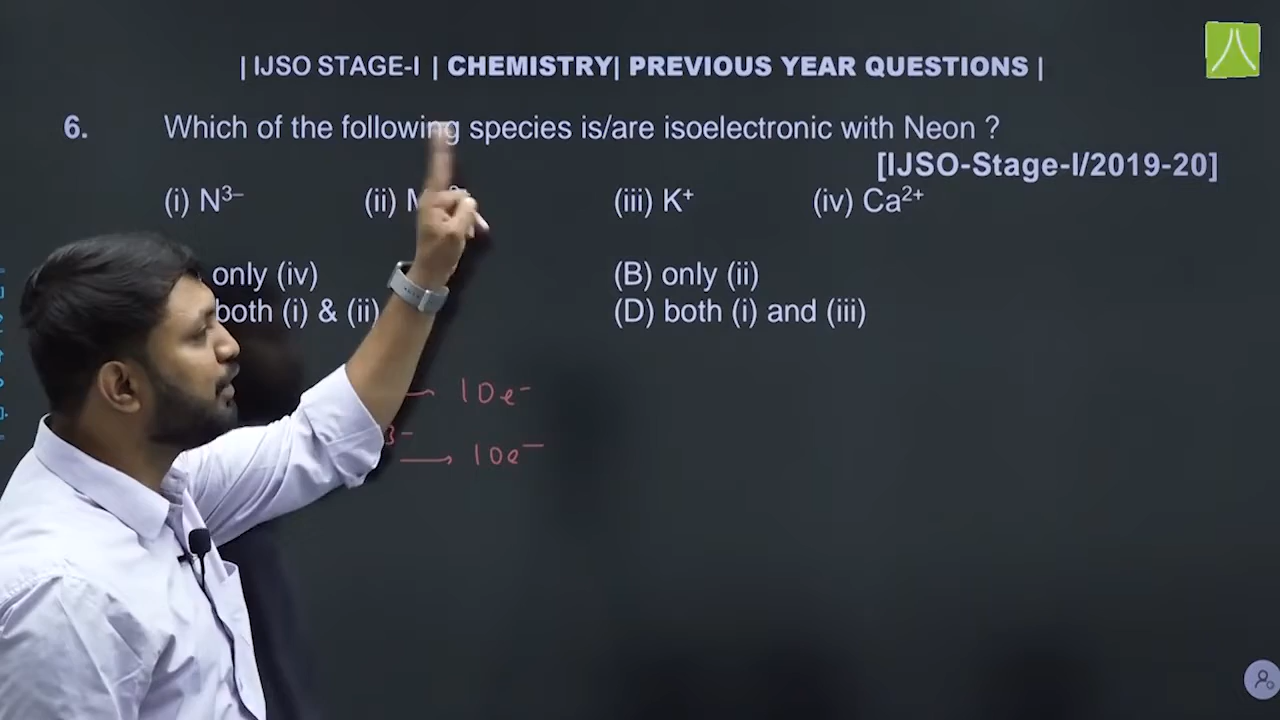 | IJSO STAGE-I | CHEMISTRY| PREVIOUS YEAR QUESTIONS |
6. Which of the following species is/are isoelectronic with Neon ?
[IJSO-Stage-I/2019-20]
(i) N³⁻ (ii) M (iii) K⁺ (iv) Ca²⁺
only (iv) (B) only (ii)
both (i) & (ii) (D) both (i) and (iii)
→ 10e⁻
3⁻ → 10e⁻